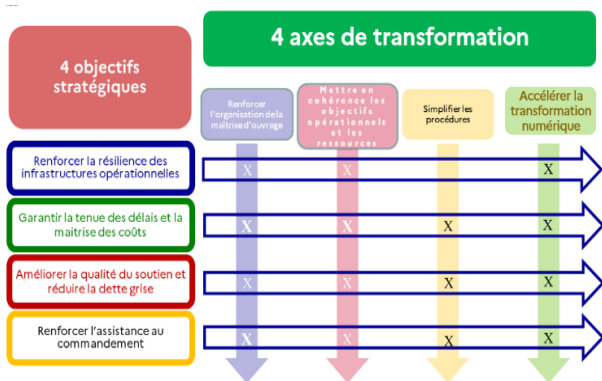 4 objectifs
stratégiques
4 axes de transformation
Renforcer
l'organisation de la
maîtrise d'ouvrage
Mettre en
cohérence les
objectifs
opérationnels
et les
ressources
Simplifier les
procédures
Accélérer la
transformation
numérique
Renforcer la résilience des
infrastructures opérationnelles
X X X
Garantir la tenue des délais et la
maitrise des coûts
X X X X
Améliorer la qualité du soutien et
réduire la dette grise
X X X X
Renforcer l'assistance au
commandement
X X X X